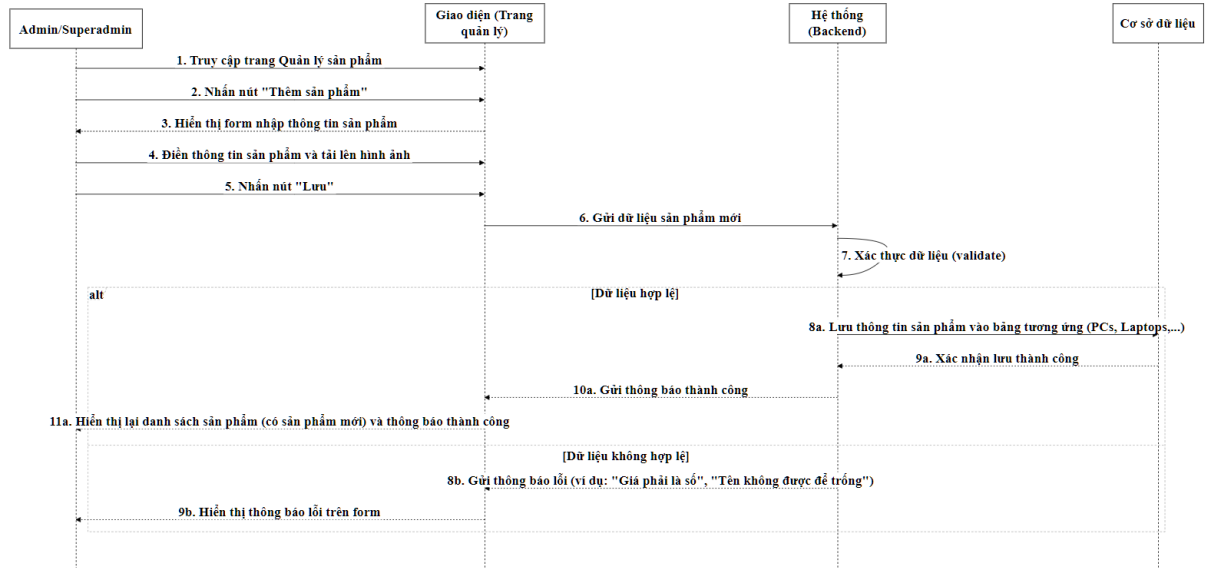 Admin/Superadmin
Giao diện (Trang
quản lý)
Hệ thống
(Backend)
Cơ sở dữ liệu
1. Truy cập trang Quản lý sản phẩm
2. Nhấn nút "Thêm sản phẩm"
3. Hiển thị form nhập thông tin sản phẩm
4. Điền thông tin sản phẩm và tải lên hình ảnh
5. Nhấn nút "Lưu"
6. Gửi dữ liệu sản phẩm mới
7. Xác thực dữ liệu (validate)
alt
[Dữ liệu hợp lệ]
8a. Lưu thông tin sản phẩm vào bảng tương ứng (PCs, Laptops,...)
9a. Xác nhận lưu thành công
10a. Gửi thông báo thành công
11a. Hiển thị lại danh sách sản phẩm (có sản phẩm mới) và thông báo thành công
[Dữ liệu không hợp lệ]
8b. Gửi thông báo lỗi (ví dụ: "Giá phải là số", "Tên không được để trống")
9b. Hiển thị thông báo lỗi trên form